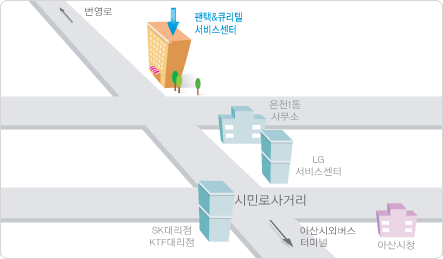 번영로
팬택&큐리텔
서비스센터
온천1동
사무소
LG
서비스센터
시민로사거리
SK대리점
KTF대리점
아산시외버스
터미널
아산시청